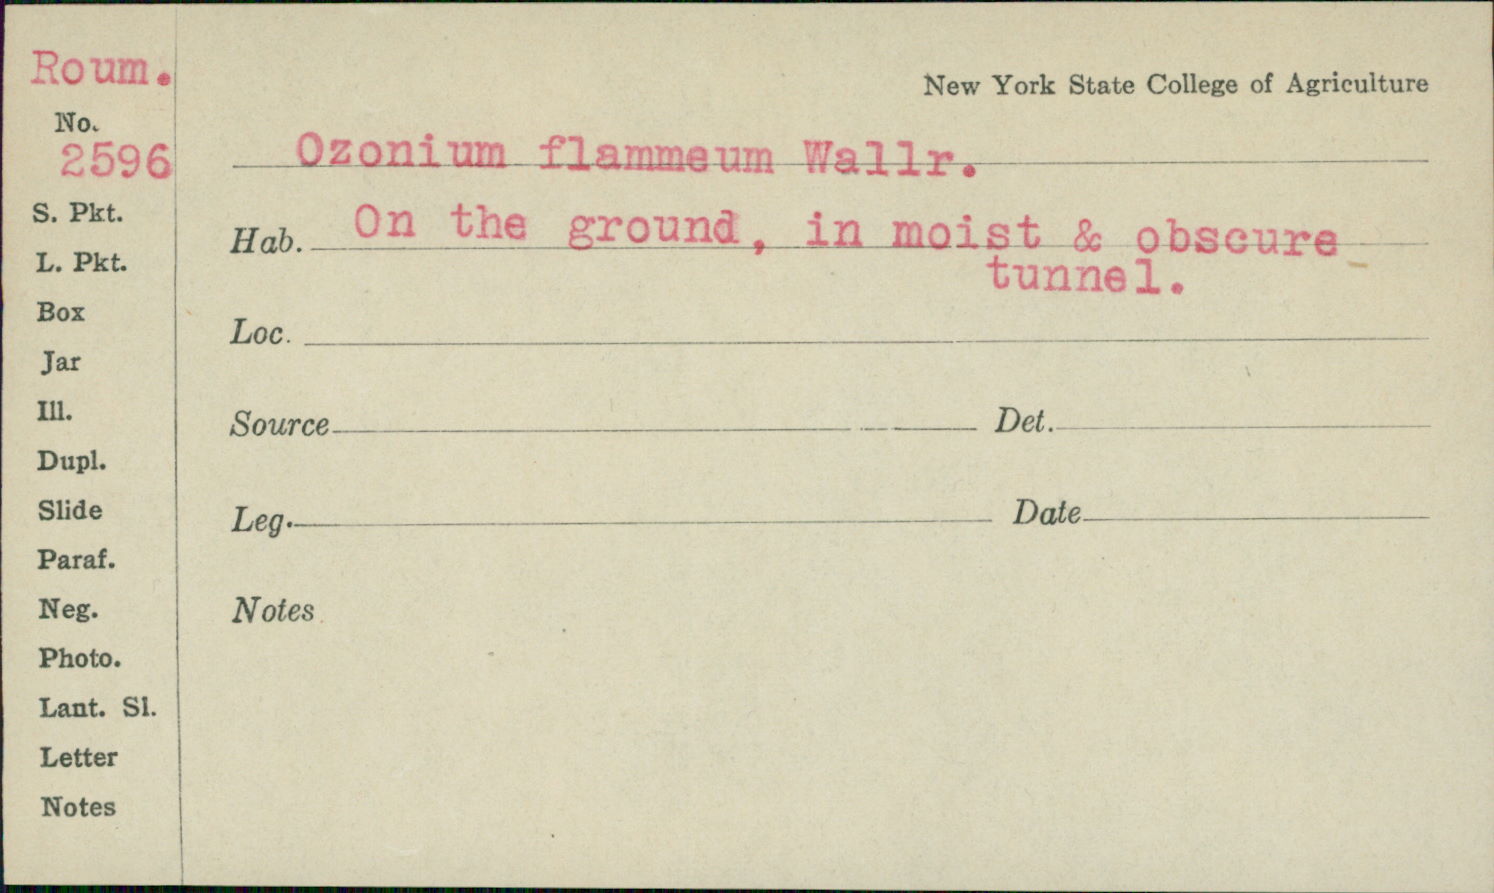 Roum.
New York State College of Agriculture
No.
2596
Ozonium flammeum Wallr.
S. Pkt.
Hab. On the ground, in moist & obscure
tunnel.
L. Pkt.
Box
Loc.
Jar
Ill.
Source Det.
Dupl.
Slide
Leg. Date
Paraf.
Neg.
Notes
Photo.
Lant. Sl.
Letter
Notes